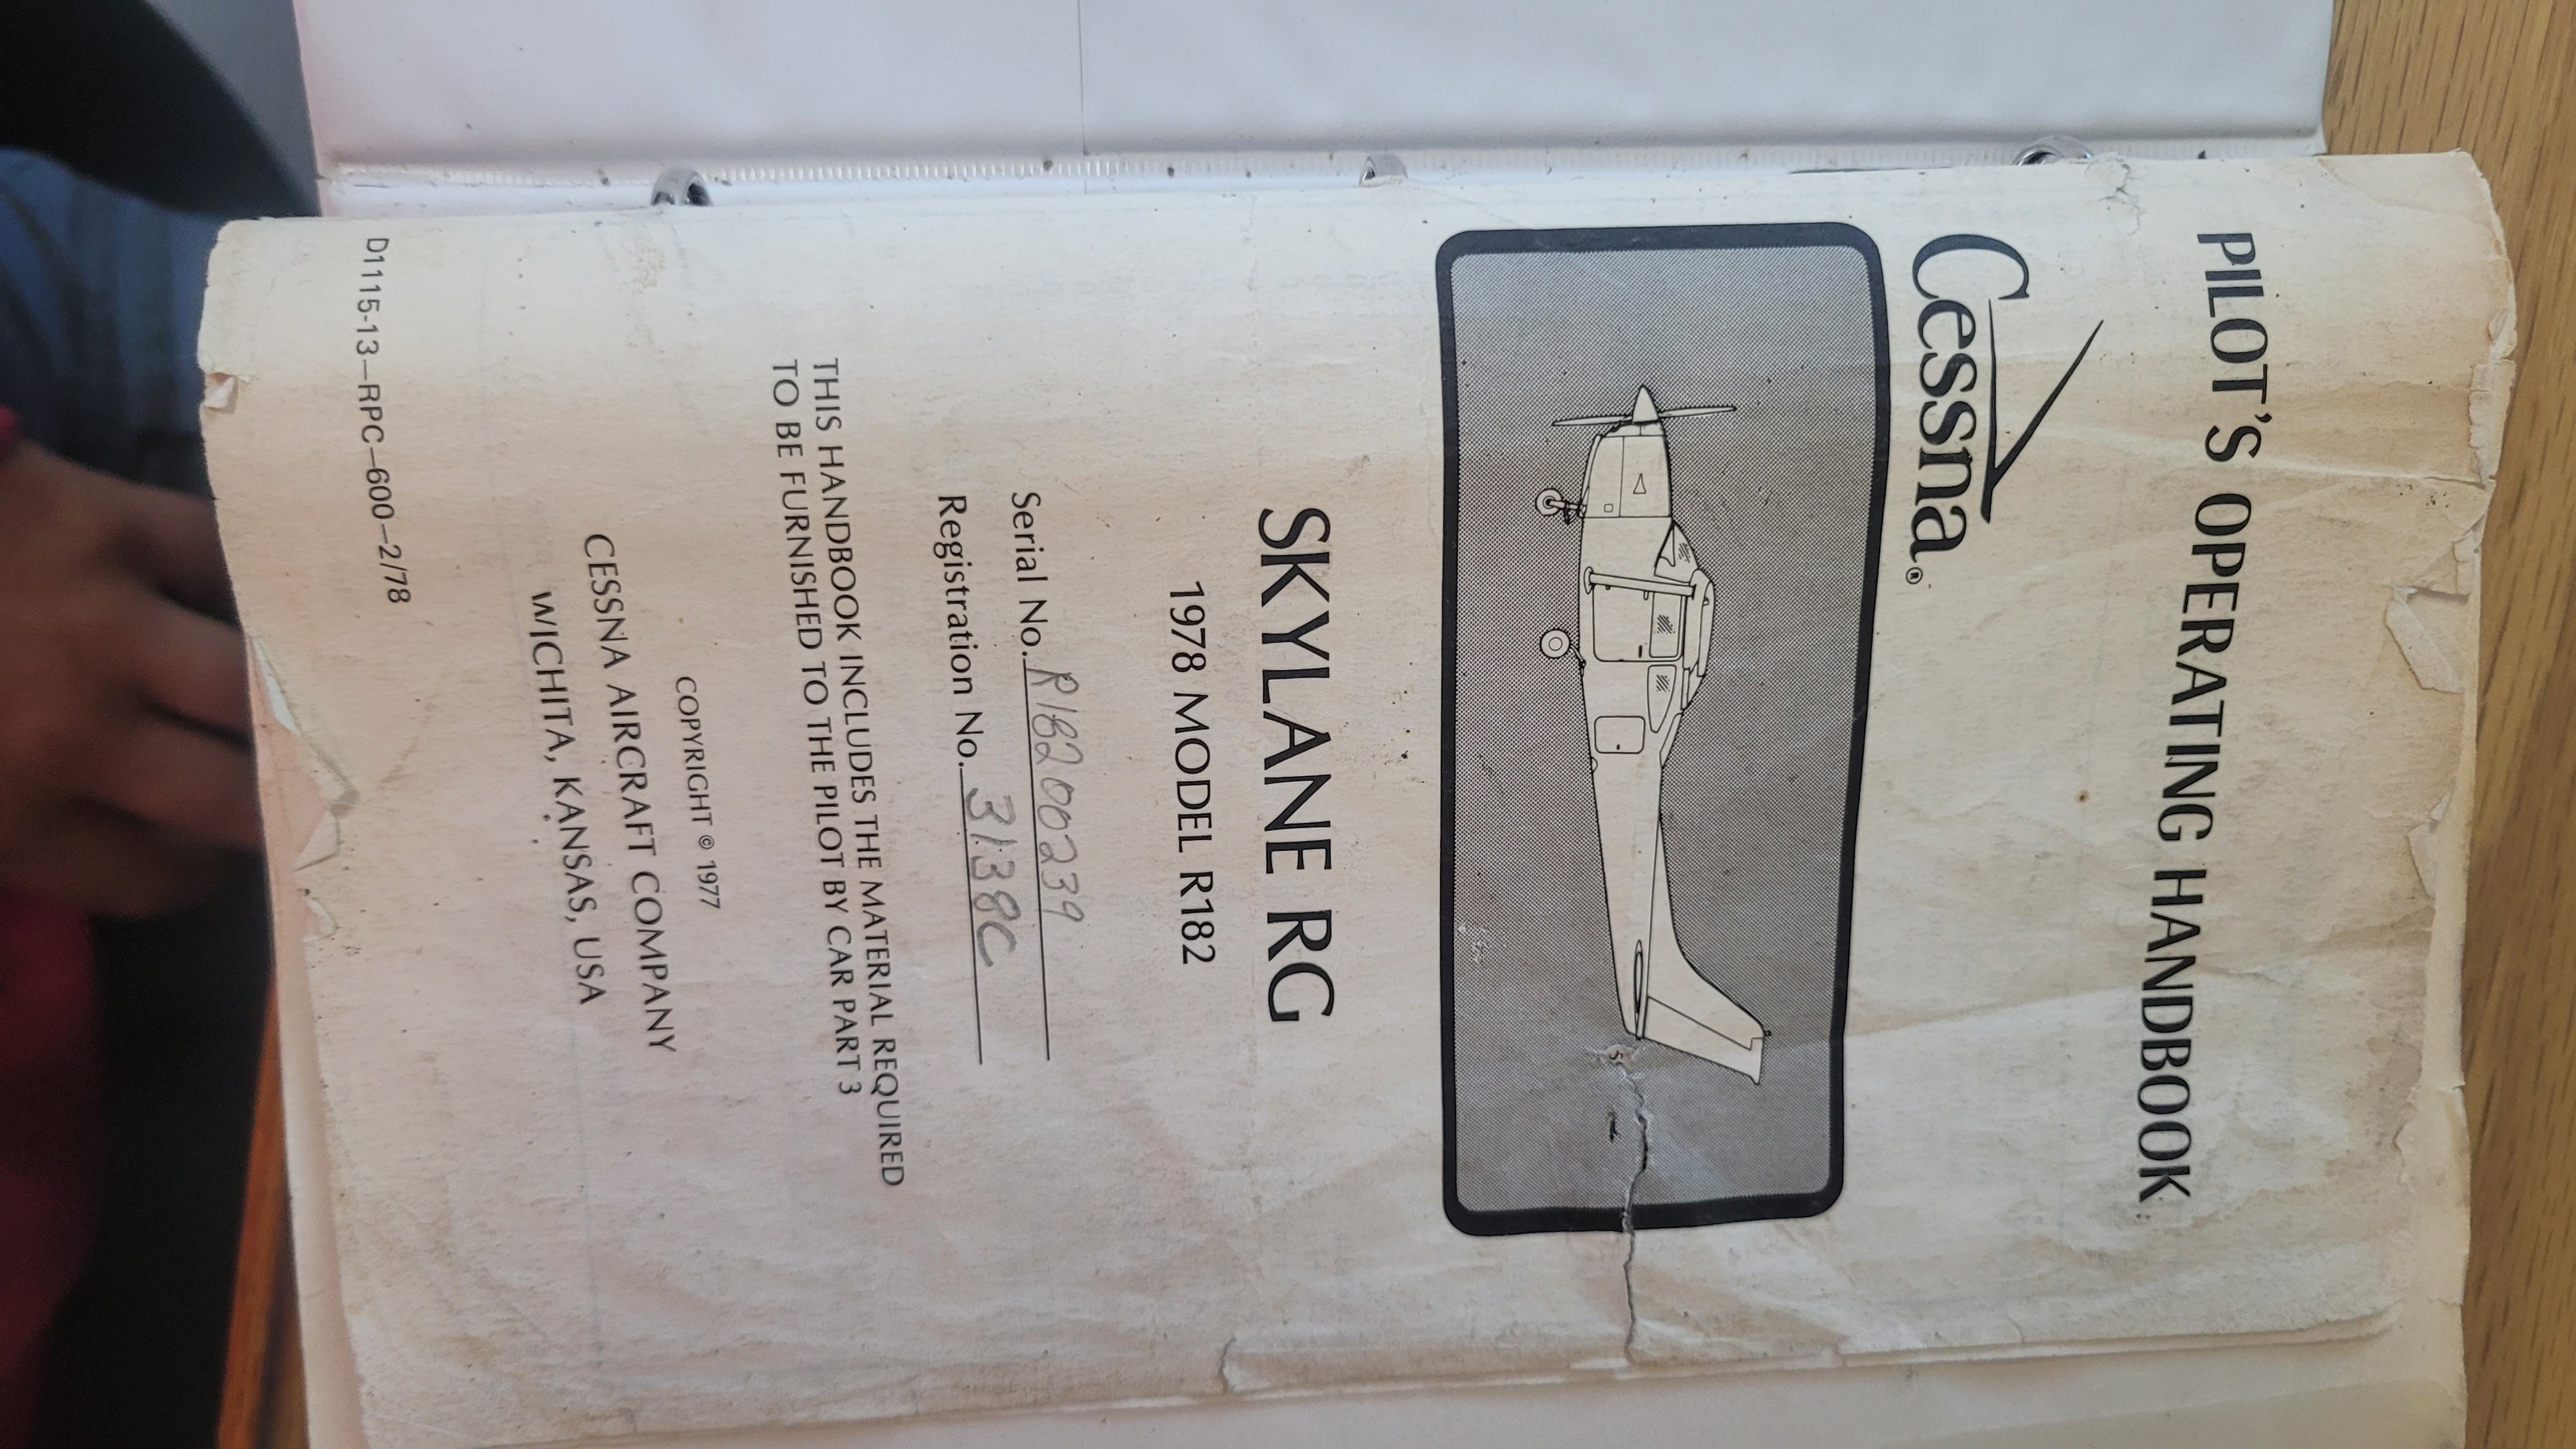 PILOT'S OPERATING HANDBOOK
Cessna®
SKYLANE RG
1978 MODEL R182
Serial No. R18200239
Registration No. 3138C
THIS HANDBOOK INCLUDES THE MATERIAL REQUIRED
TO BE FURNISHED TO THE PILOT BY CAR PART 3
COPYRIGHT © 1977
CESSNA AIRCRAFT COMPANY
WICHITA, KANSAS, USA
D1115-13—RPC—600—2/78